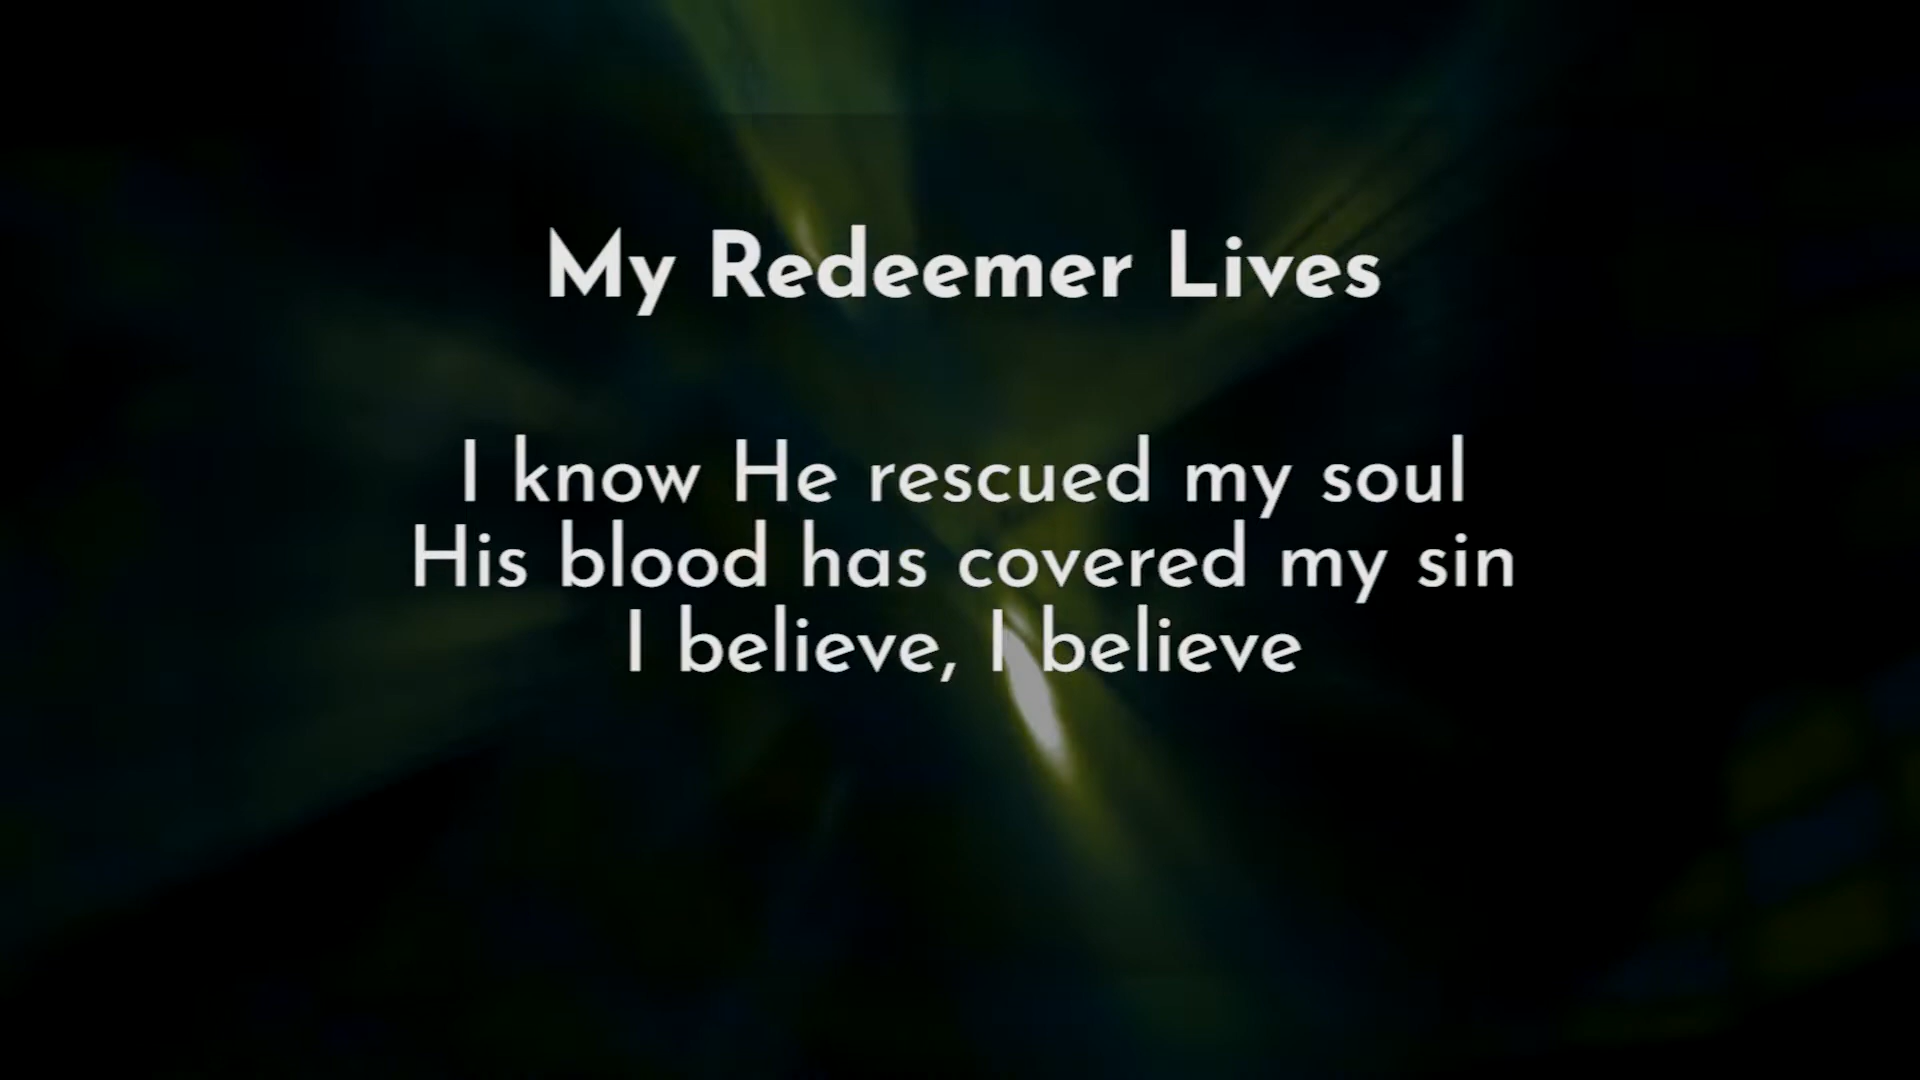 My Redeemer Lives
I know He rescued my soul
His blood has covered my sin
I believe, I believe